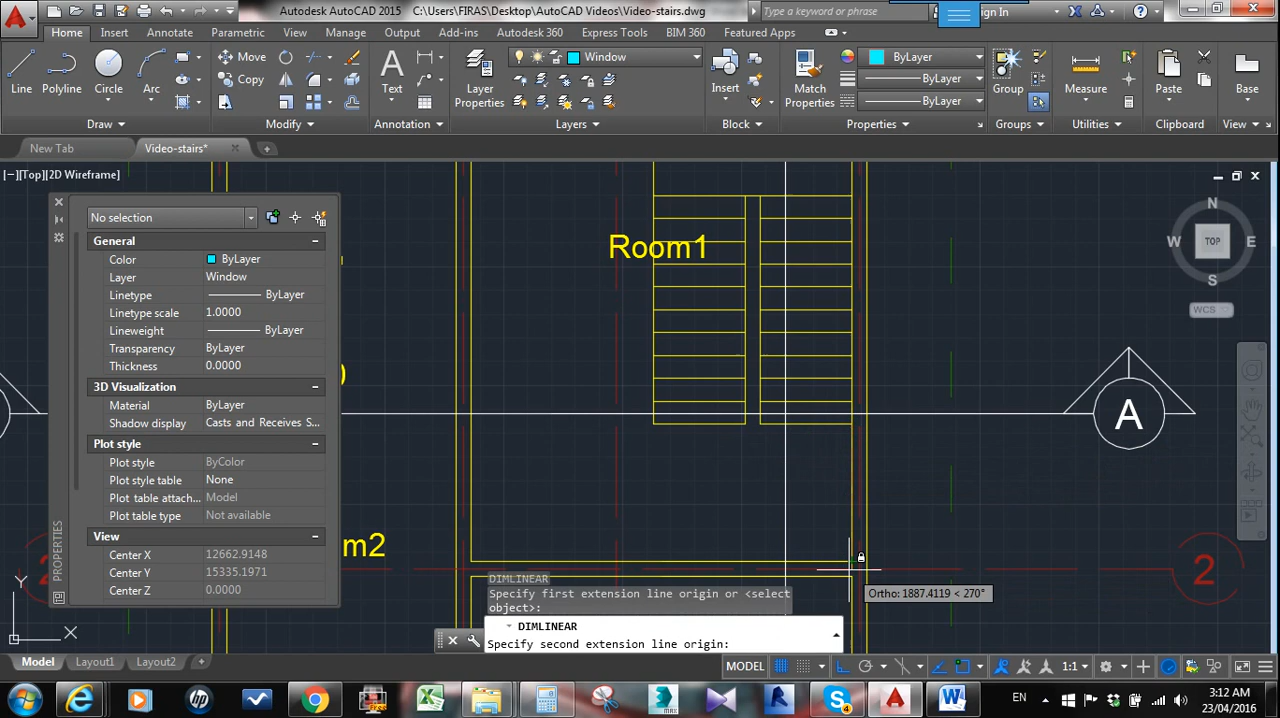 Autodesk AutoCAD 2015 C:\Users\FIRAS\Desktop\AutoCAD Videos\Video-stairs.dwg
Type a keyword or phrase
Sign In
Home Insert Annotate Parametric View Manage Output Add-ins Autodesk 360 Express Tools BIM 360 Featured Apps
Line Polyline Circle Arc
Move
Copy
Text
Layer
Properties
Window
Insert
Match
Properties
ByLayer
ByLayer
ByLayer
Group
Measure
Paste
Base
Draw Modify Annotation Layers Block Properties Groups Utilities Clipboard View
New Tab Video-stairs*
[−][Top][2D Wireframe]
No selection
General
Color ByLayer
Layer Window
Linetype ByLayer
Linetype scale 1.0000
Lineweight ByLayer
Transparency ByLayer
Thickness 0.0000
3D Visualization
Material ByLayer
Shadow display Casts and Receives S...
Plot style
Plot style ByColor
Plot style table None
Plot table attach... Model
Plot table type Not available
View
Center X 12662.9148
Center Y 15335.1971
Center Z 0.0000
PROPERTIES
Room1
m2
A
2
N
W TOP E
S
WCS
Y
X
Ortho: 1887.4119 < 270°
DIMLINEAR
Specify first extension line origin or <select
object>:
DIMLINEAR
Specify second extension line origin:
Model Layout1 Layout2
MODEL
1:1
EN
3:12 AM
23/04/2016